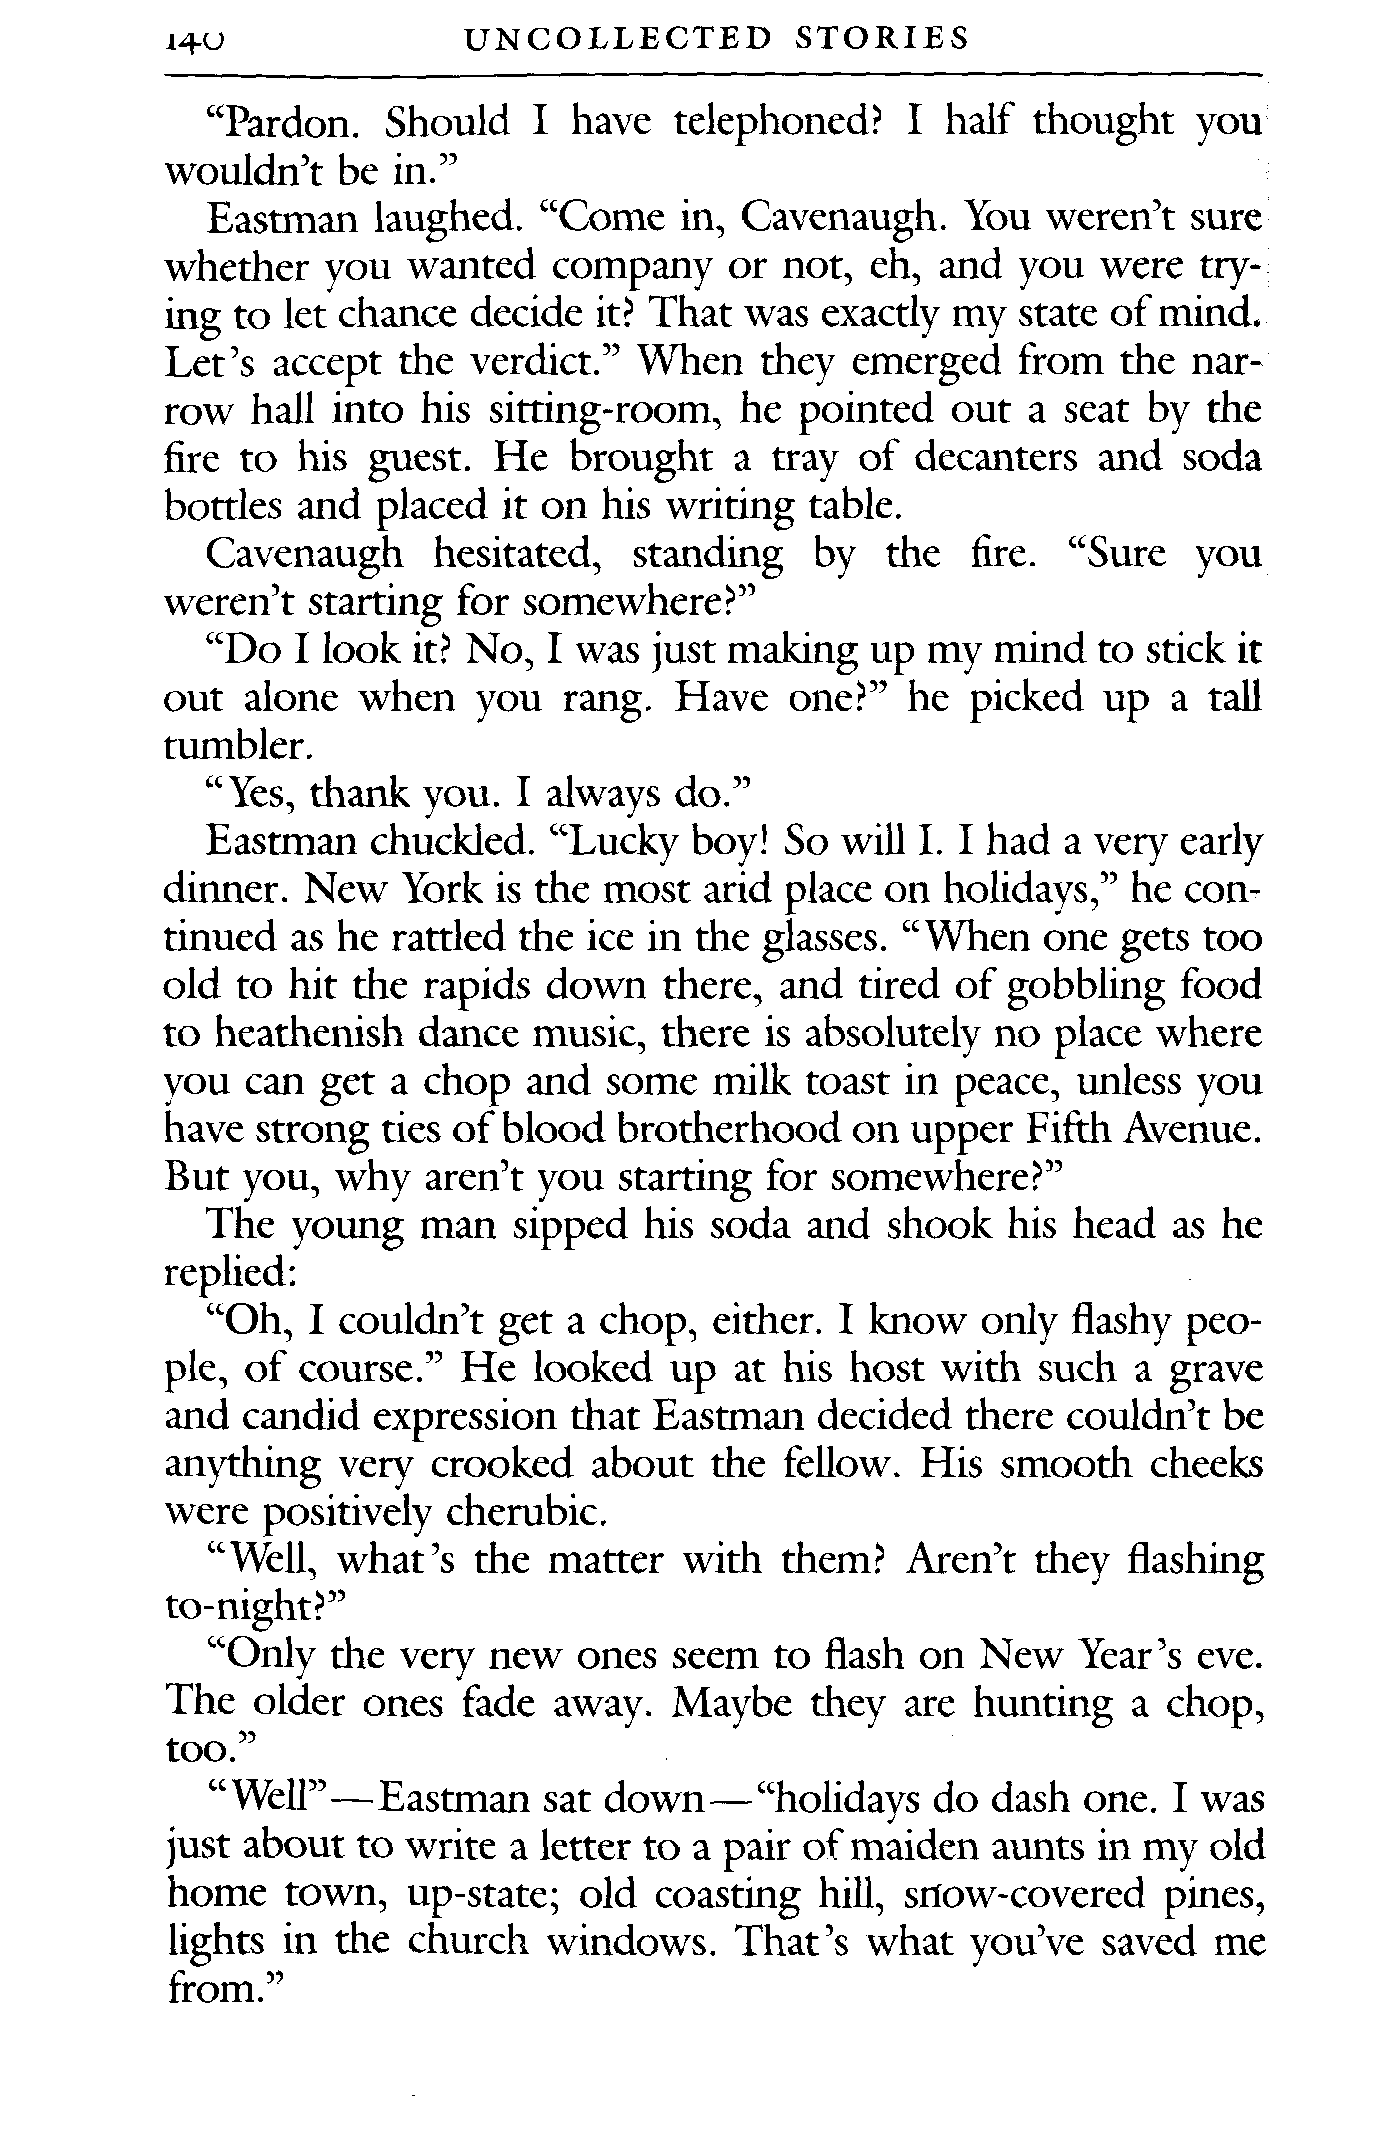 140 UNCOLLECTED STORIES
“Pardon. Should I have telephoned? I half thought you
wouldn’t be in.”
Eastman laughed. “Come in, Cavenaugh. You weren’t sure
whether you wanted company or not, eh, and you were try-
ing to let chance decide it? That was exactly my state of mind.
Let’s accept the verdict.” When they emerged from the nar-
row hall into his sitting-room, he pointed out a seat by the
fire to his guest. He brought a tray of decanters and soda
bottles and placed it on his writing table.
Cavenaugh hesitated, standing by the fire. “Sure you
weren’t starting for somewhere?”
“Do I look it? No, I was just making up my mind to stick it
out alone when you rang. Have one?” he picked up a tall
tumbler.
“Yes, thank you. I always do.”
Eastman chuckled. “Lucky boy! So will I. I had a very early
dinner. New York is the most arid place on holidays,” he con-
tinued as he rattled the ice in the glasses. “When one gets too
old to hit the rapids down there, and tired of gobbling food
to heathenish dance music, there is absolutely no place where
you can get a chop and some milk toast in peace, unless you
have strong ties of blood brotherhood on upper Fifth Avenue.
But you, why aren’t you starting for somewhere?”
The young man sipped his soda and shook his head as he
replied:
“Oh, I couldn’t get a chop, either. I know only flashy peo-
ple, of course.” He looked up at his host with such a grave
and candid expression that Eastman decided there couldn’t be
anything very crooked about the fellow. His smooth cheeks
were positively cherubic.
“Well, what’s the matter with them? Aren’t they flashing
to-night?”
“Only the very new ones seem to flash on New Year’s eve.
The older ones fade away. Maybe they are hunting a chop,
too.”
“Well”—Eastman sat down—“holidays do dash one. I was
just about to write a letter to a pair of maiden aunts in my old
home town, up-state; old coasting hill, snow-covered pines,
lights in the church windows. That’s what you’ve saved me
from.”